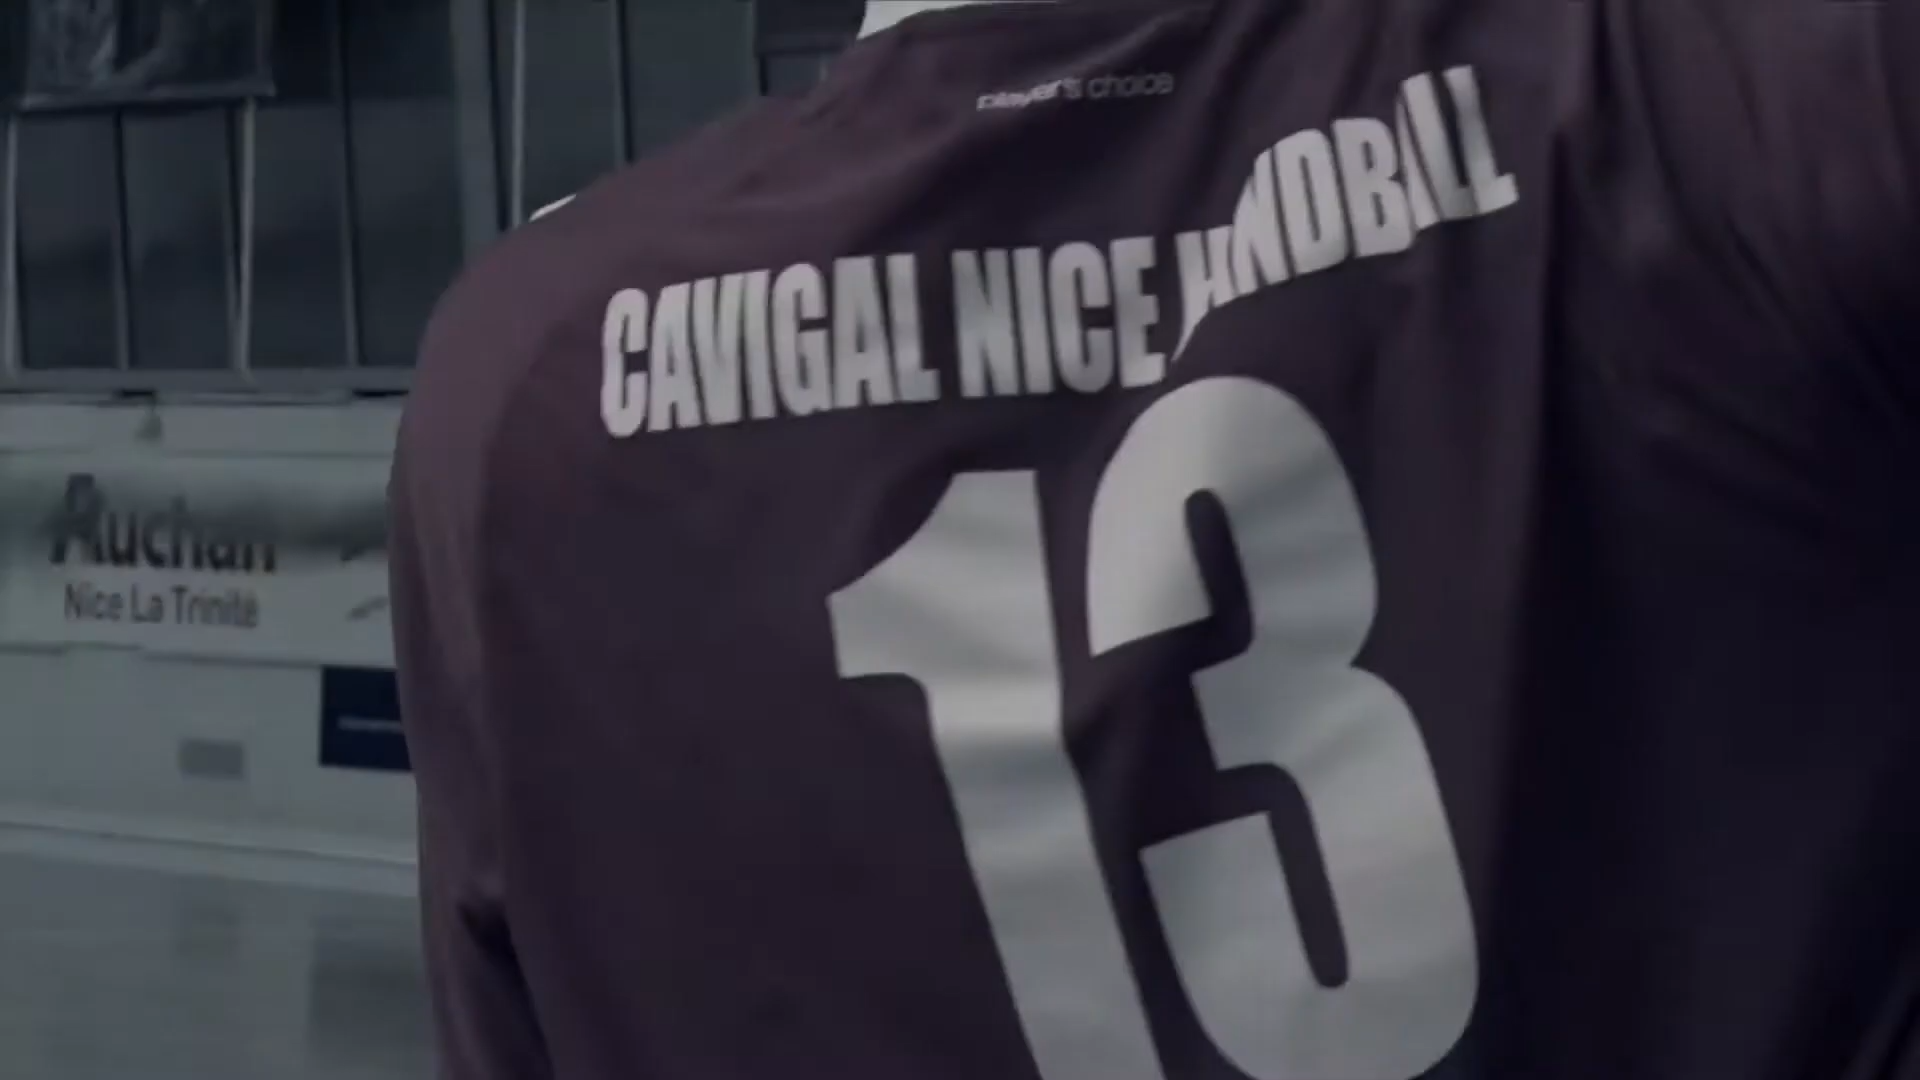 player's choice
CAVIGAL NICE HANDBALL
13
Auchan
Nice La Trinité